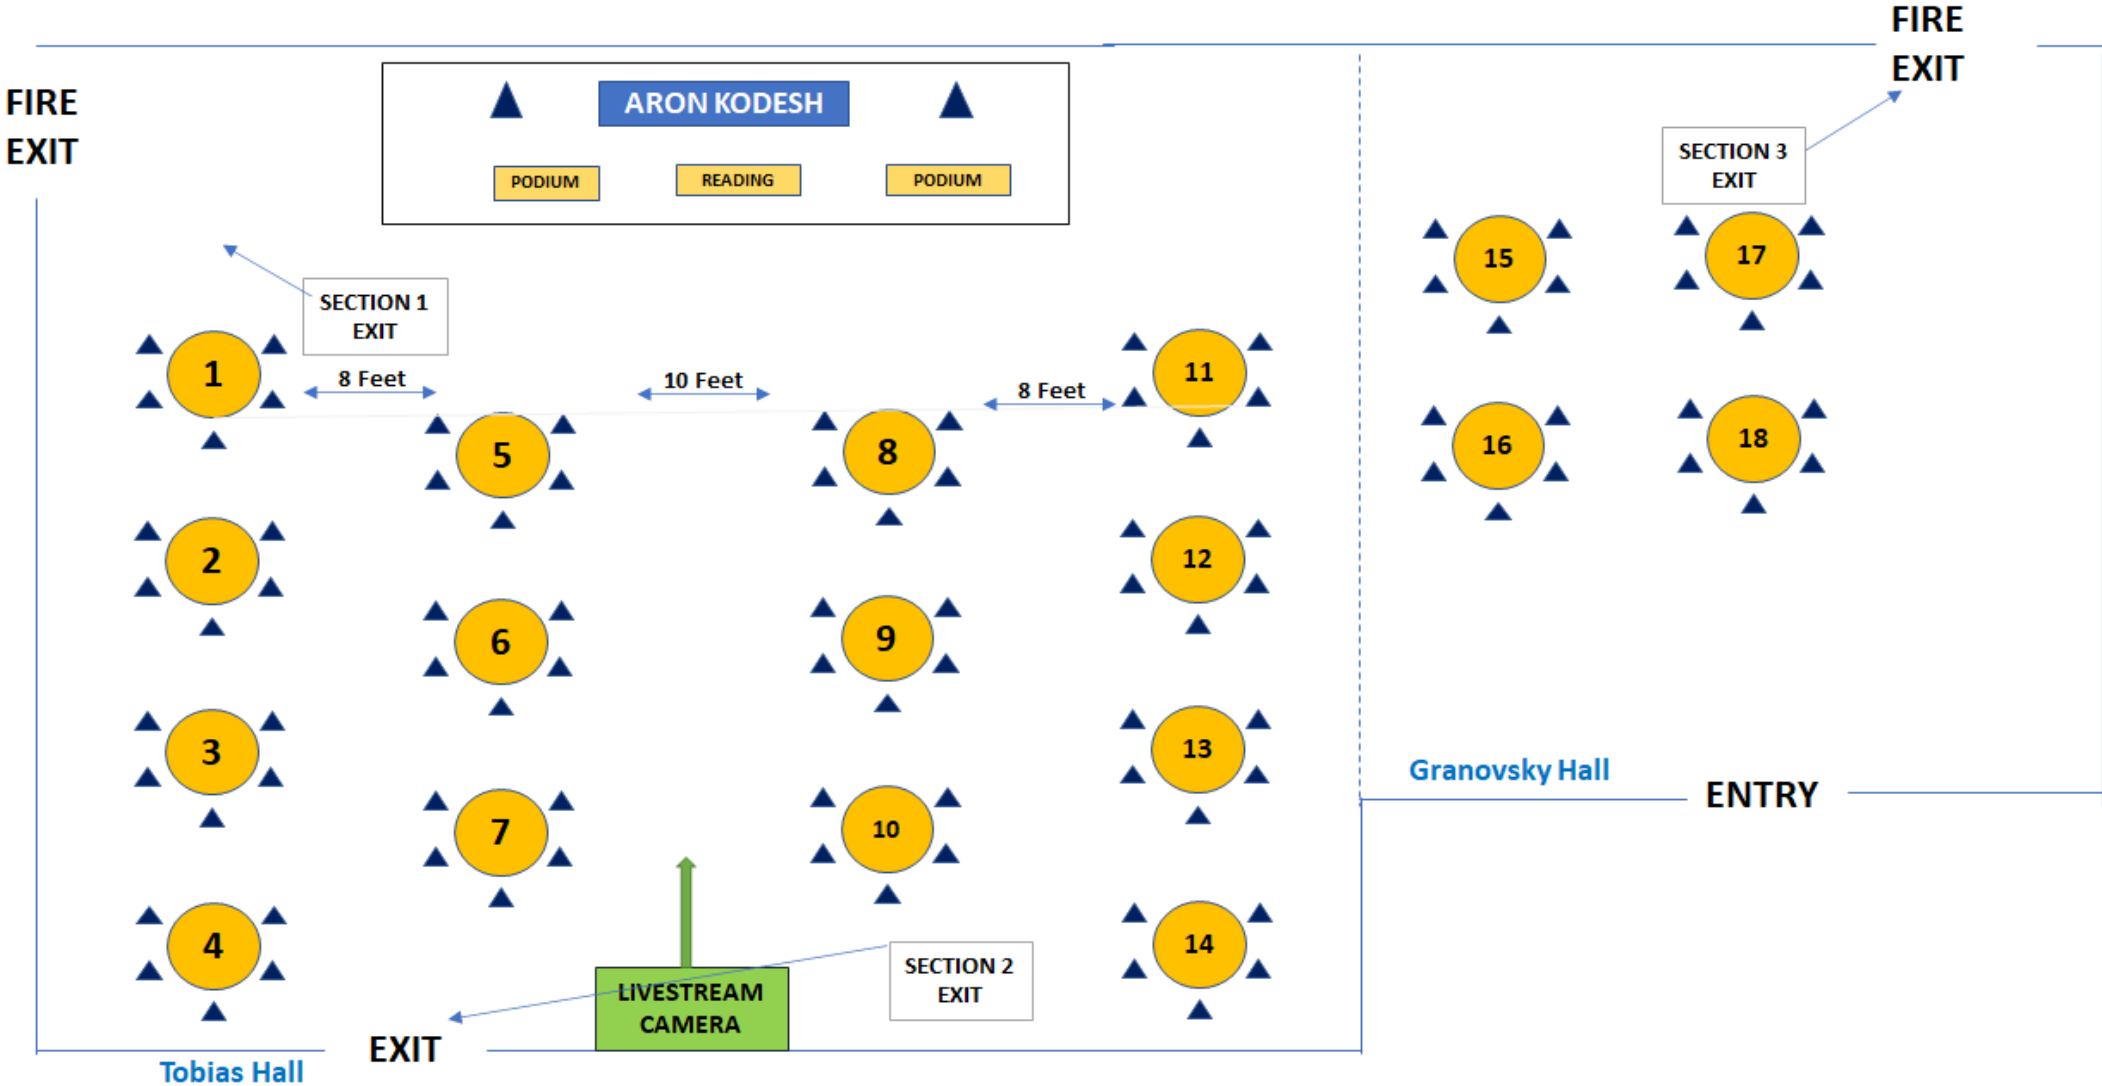 FIRE
EXIT
FIRE
EXIT
ARON KODESH
PODIUM
READING
PODIUM
SECTION 3
EXIT
SECTION 1
EXIT
15
17
1
8 Feet
10 Feet
8 Feet
11
5
8
16
18
2
12
6
9
3
13
Granovsky Hall
ENTRY
7
10
4
14
SECTION 2
EXIT
LIVESTREAM
CAMERA
EXIT
Tobias Hall